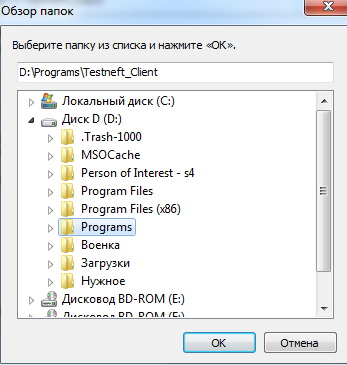 Обзор папок
Выберите папку из списка и нажмите «ОК».
D:\Programs\Testneft_Client
Локальный диск (C:)
Диск D (D:)
.Trash-1000
MSOCache
Person of Interest - s4
Program Files
Program Files (x86)
Programs
Военка
Загрузки
Нужное
Дисковод BD-ROM (E:)
Дисковод BD-ROM (E:)
ОК
Отмена